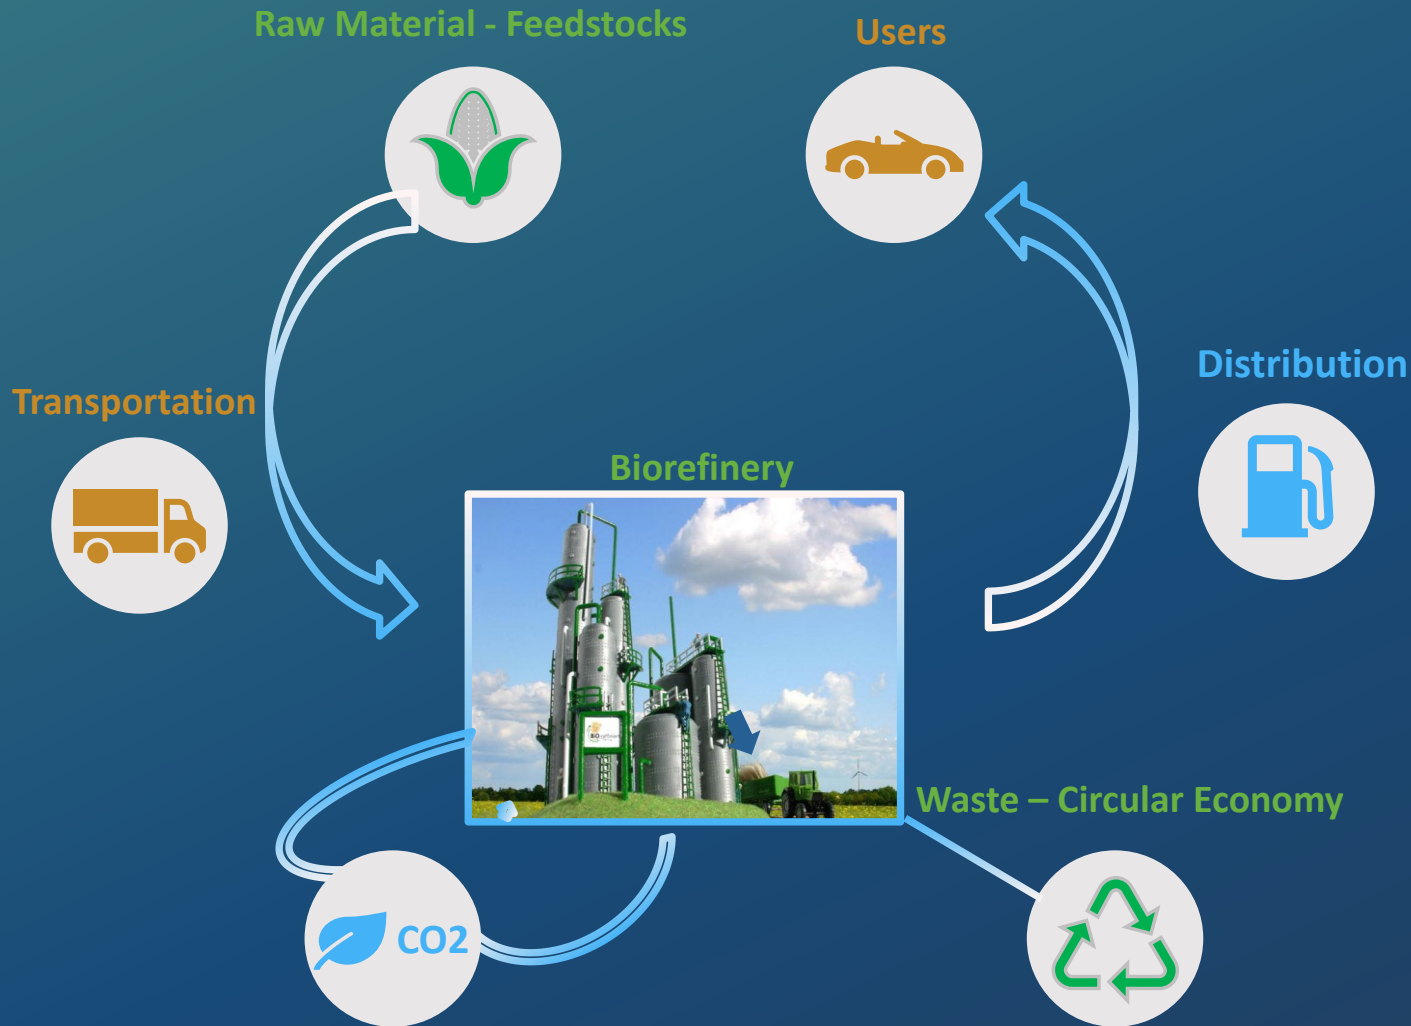 Raw Material - Feedstocks
Users
Transportation
Distribution
Biorefinery
Waste – Circular Economy
CO2